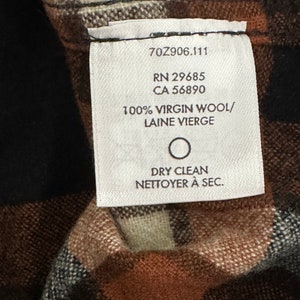 70Z906.111
RN 29685
CA 56890
100% VIRGIN WOOL/
LAINE VIERGE
DRY CLEAN
NETTOYER À SEC.